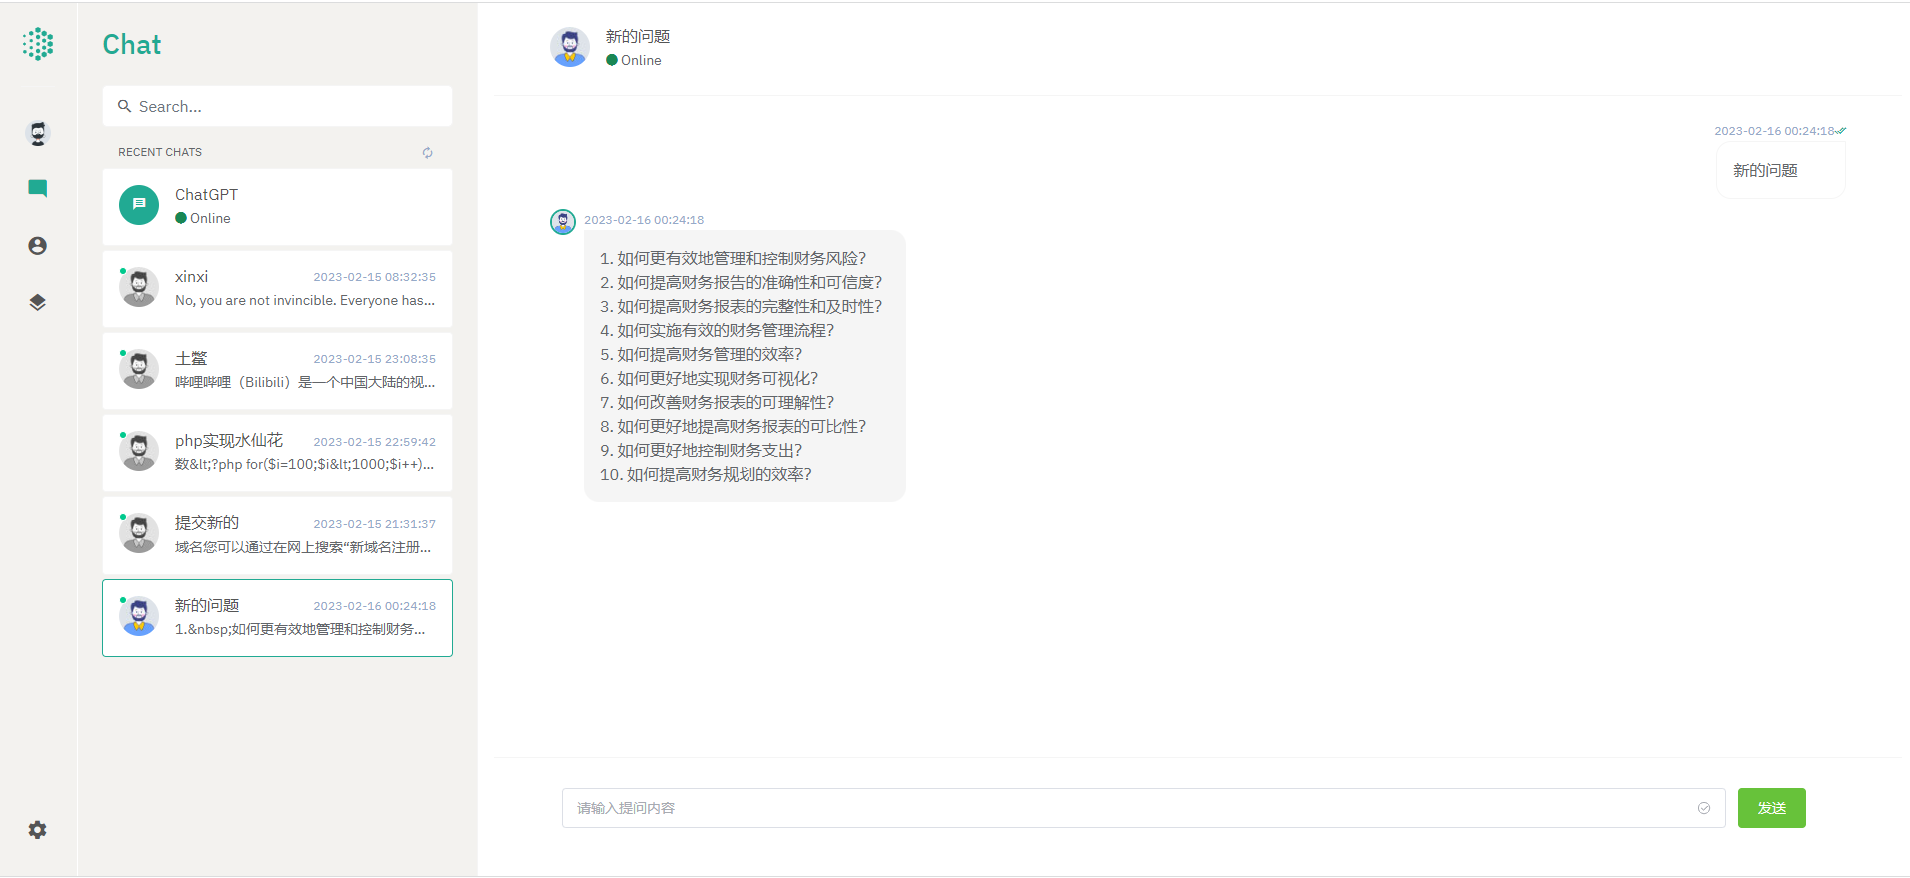 Chat
Search...
RECENT CHATS
ChatGPT
Online
xinxi 2023-02-15 08:32:35
No, you are not invincible. Everyone has...
土鳖 2023-02-15 23:08:35
哔哩哔哩（Bilibili）是一个中国大陆的视...
php实现水仙花 2023-02-15 22:59:42
数&lt;?php for($i=100;$i&lt;1000;$i++)...
提交新的 2023-02-15 21:31:37
域名您可以通过在网上搜索“新域名注册...
新的问题 2023-02-16 00:24:18
1.&nbsp;如何更有效地管理和控制财务...
新的问题
Online
2023-02-16 00:24:18
新的问题
2023-02-16 00:24:18
1. 如何更有效地管理和控制财务风险?
2. 如何提高财务报告的准确性和可信度?
3. 如何提高财务报表的完整性和及时性?
4. 如何实施有效的财务管理流程?
5. 如何提高财务管理的效率?
6. 如何更好地实现财务可视化?
7. 如何改善财务报表的可理解性?
8. 如何更好地提高财务报表的可比性?
9. 如何更好地控制财务支出?
10. 如何提高财务规划的效率?
请输入提问内容
发送